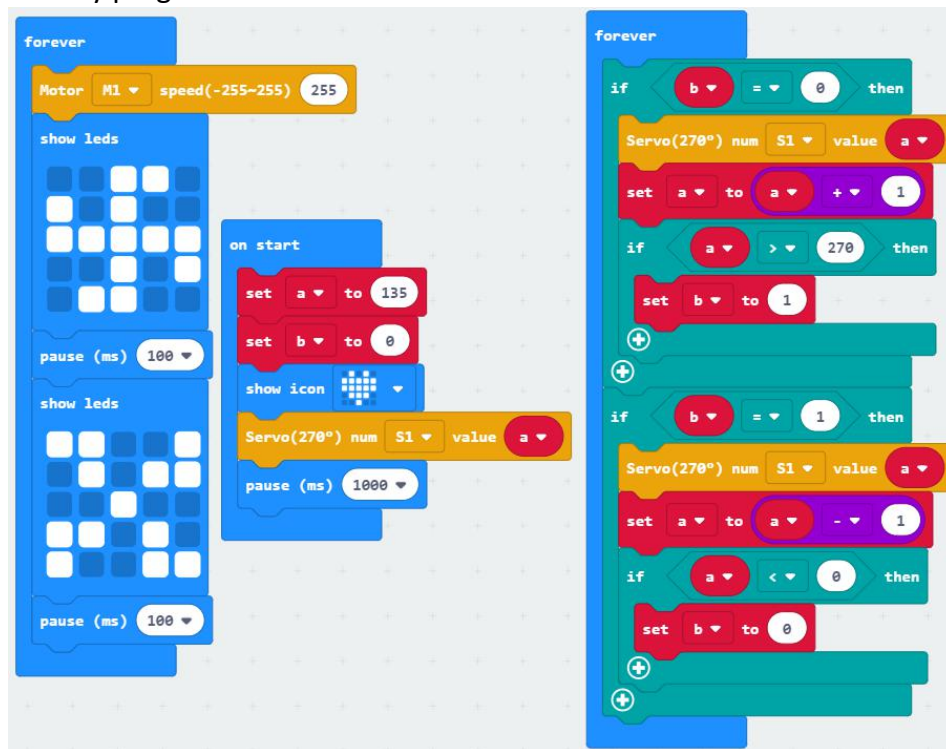 forever
Motor M1 speed(-255~255) 255
show leds
pause (ms) 100
show leds
pause (ms) 100
on start
set a to 135
set b to 0
show icon
Servo(270°) num S1 value a
pause (ms) 1000
forever
if b = 0 then
Servo(270°) num S1 value a
set a to a + 1
if a > 270 then
set b to 1
if b = 1 then
Servo(270°) num S1 value a
set a to a - 1
if a < 0 then
set b to 0